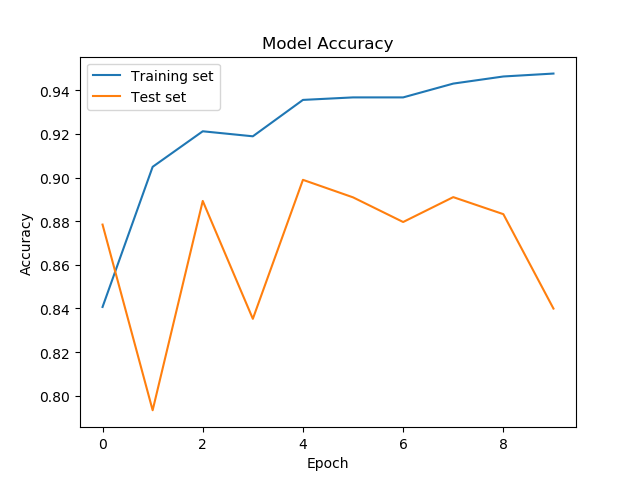 Model Accuracy
Training set
Test set
0.94
0.92
0.90
0.88
0.86
0.84
0.82
0.80
Accuracy
0 2 4 6 8
Epoch